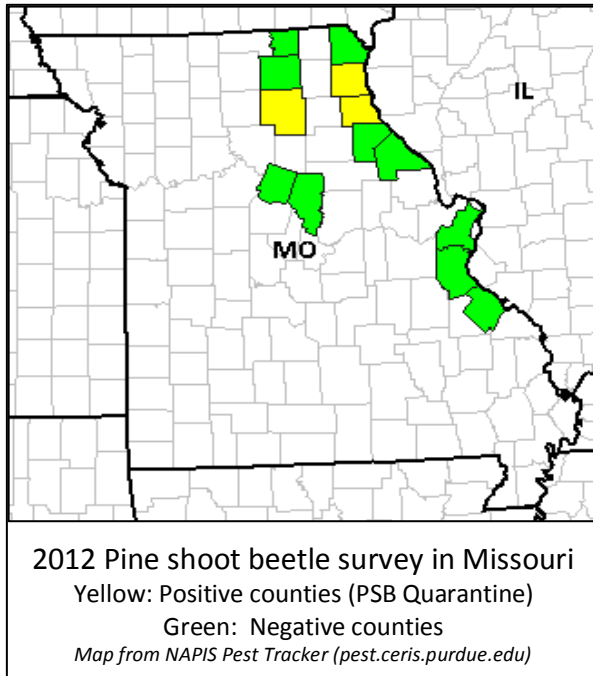 IL
MO
2012 Pine shoot beetle survey in Missouri
Yellow: Positive counties (PSB Quarantine)
Green:  Negative counties
Map from NAPIS Pest Tracker (pest.ceris.purdue.edu)